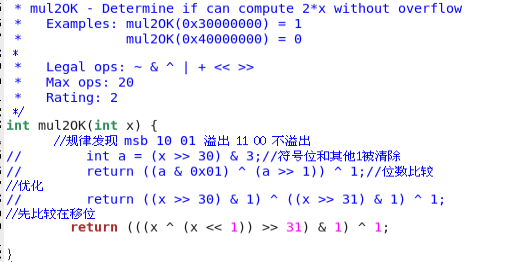 * mul2OK - Determine if can compute 2*x without overflow
*   Examples: mul2OK(0x30000000) = 1
*             mul2OK(0x40000000) = 0
*
*   Legal ops: ~ & ^ | + << >>
*   Max ops: 20
*   Rating: 2
*/
int mul2OK(int x) {
//规律发现 msb 10 01 溢出 11 00 不溢出
//        int a = (x >> 30) & 3;//符号位和其他1被清除
//        return ((a & 0x01) ^ (a >> 1)) ^ 1;//位数比较
//优化
//        return ((x >> 30) & 1) ^ ((x >> 31) & 1) ^ 1;
//先比较在移位
return (((x ^ (x << 1)) >> 31) & 1) ^ 1;
}